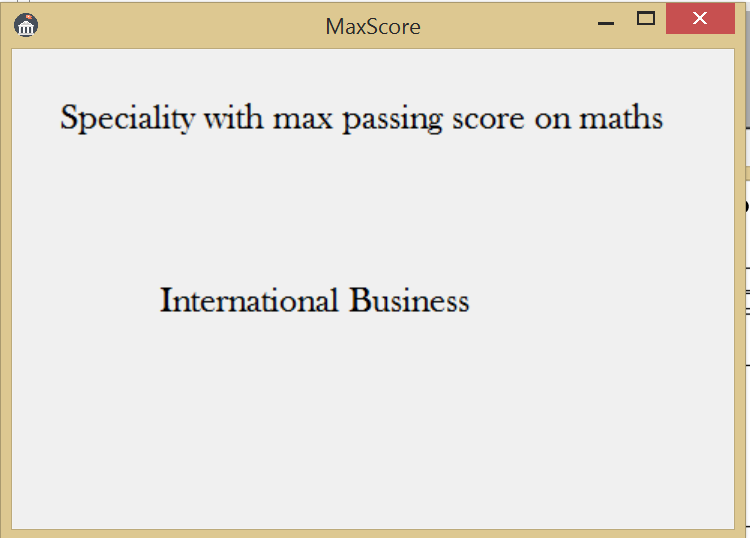 MaxScore
Speciality with max passing score on maths
International Business